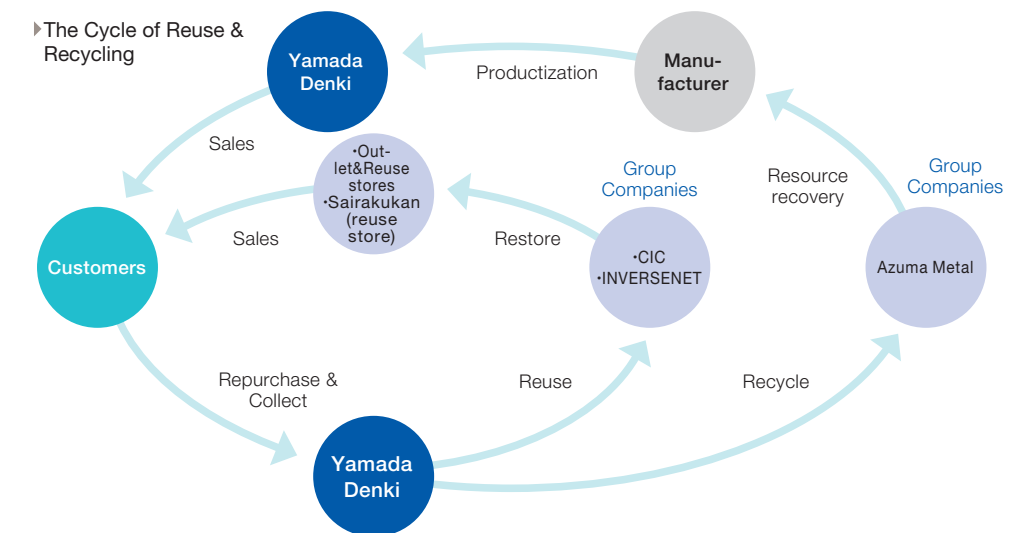 The Cycle of Reuse &
Recycling
Yamada
Denki
Productization
Manu-
facturer
Sales
・Out-
let&Reuse
stores
・Sairakukan
(reuse
store)
Group
Companies
Resource
recovery
Group
Companies
Sales
Restore
Customers
・CIC
・INVERSENET
Azuma Metal
Repurchase &
Collect
Reuse
Recycle
Yamada
Denki